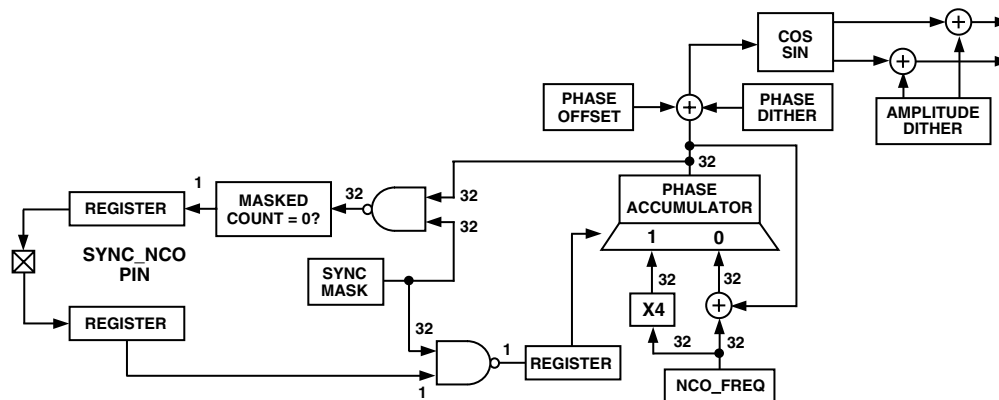 COS
SIN
PHASE
OFFSET
PHASE
DITHER
AMPLITUDE
DITHER
32
1
32
32
REGISTER
MASKED
COUNT = 0?
PHASE
ACCUMULATOR
32
1
0
SYNC_NCO
PIN
SYNC
MASK
32
32
X4
REGISTER
32
32
32
1
REGISTER
1
NCO_FREQ